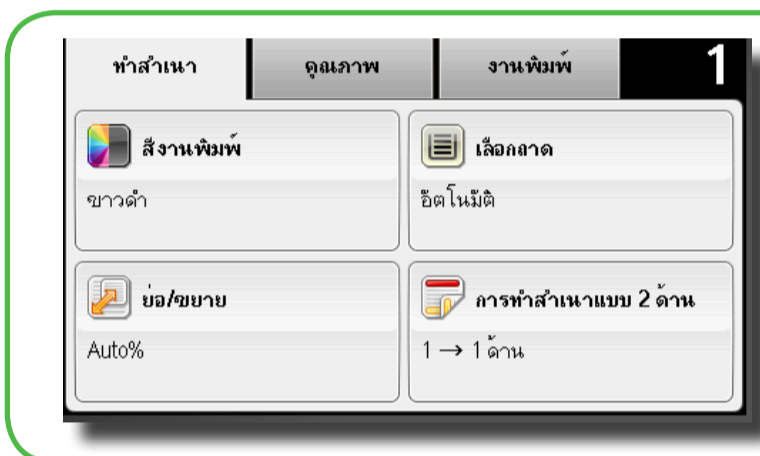 ทำสำเนา
คุณภาพ
งานพิมพ์
1
สีงานพิมพ์
ขาวดำ
เลือกถาด
อัตโนมัติ
ย่อ/ขยาย
Auto%
การทำสำเนาแบบ 2 ด้าน
1 → 1 ด้าน